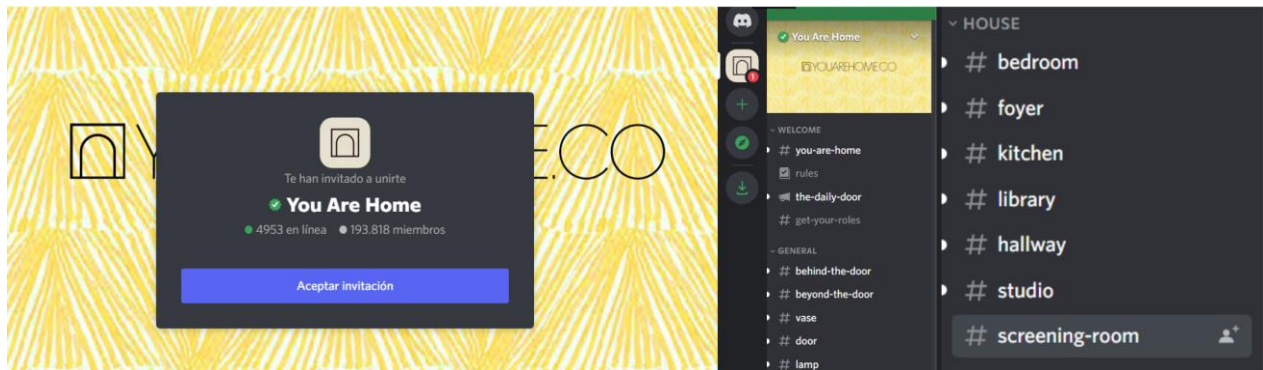 Te han invitado a unirte
You Are Home
4953 en línea 193.818 miembros
Aceptar invitación
You Are Home
YOUAREHOME.CO
1
WELCOME
# you-are-home
rules
the-daily-door
# get-your-roles
GENERAL
# behind-the-door
# beyond-the-door
# vase
# door
# lamp
HOUSE
# bedroom
# foyer
# kitchen
# library
# hallway
# studio
# screening-room